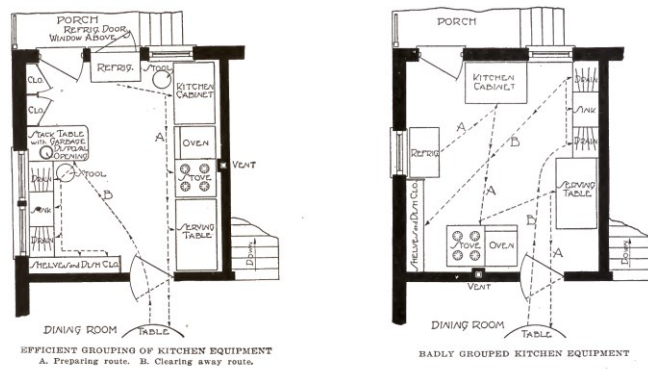 PORCH
REFRIG. DOOR
WINDOW ABOVE
REFRIG.
STOOL
CLO.
CLO.
KITCHEN
CABINET
A
STACK TABLE
WITH GARBAGE
DISPOSAL
OPENING
OVEN
VENT
STOVE
DRAIN
STOOL
B
SINK
DRAIN
SERVING
TABLE
SHELVES AND DISH CLO.
DOWN
DINING ROOM
TABLE
EFFICIENT GROUPING OF KITCHEN EQUIPMENT
A. Preparing route. B. Clearing away route.
PORCH
KITCHEN
CABINET
DRAIN
SINK
DRAIN
A
B
REFRIG.
A
SERVING
TABLE
SHELVES AND DISH CLO.
B
STOVE
OVEN
A
VENT
DOWN
DINING ROOM
TABLE
BADLY GROUPED KITCHEN EQUIPMENT